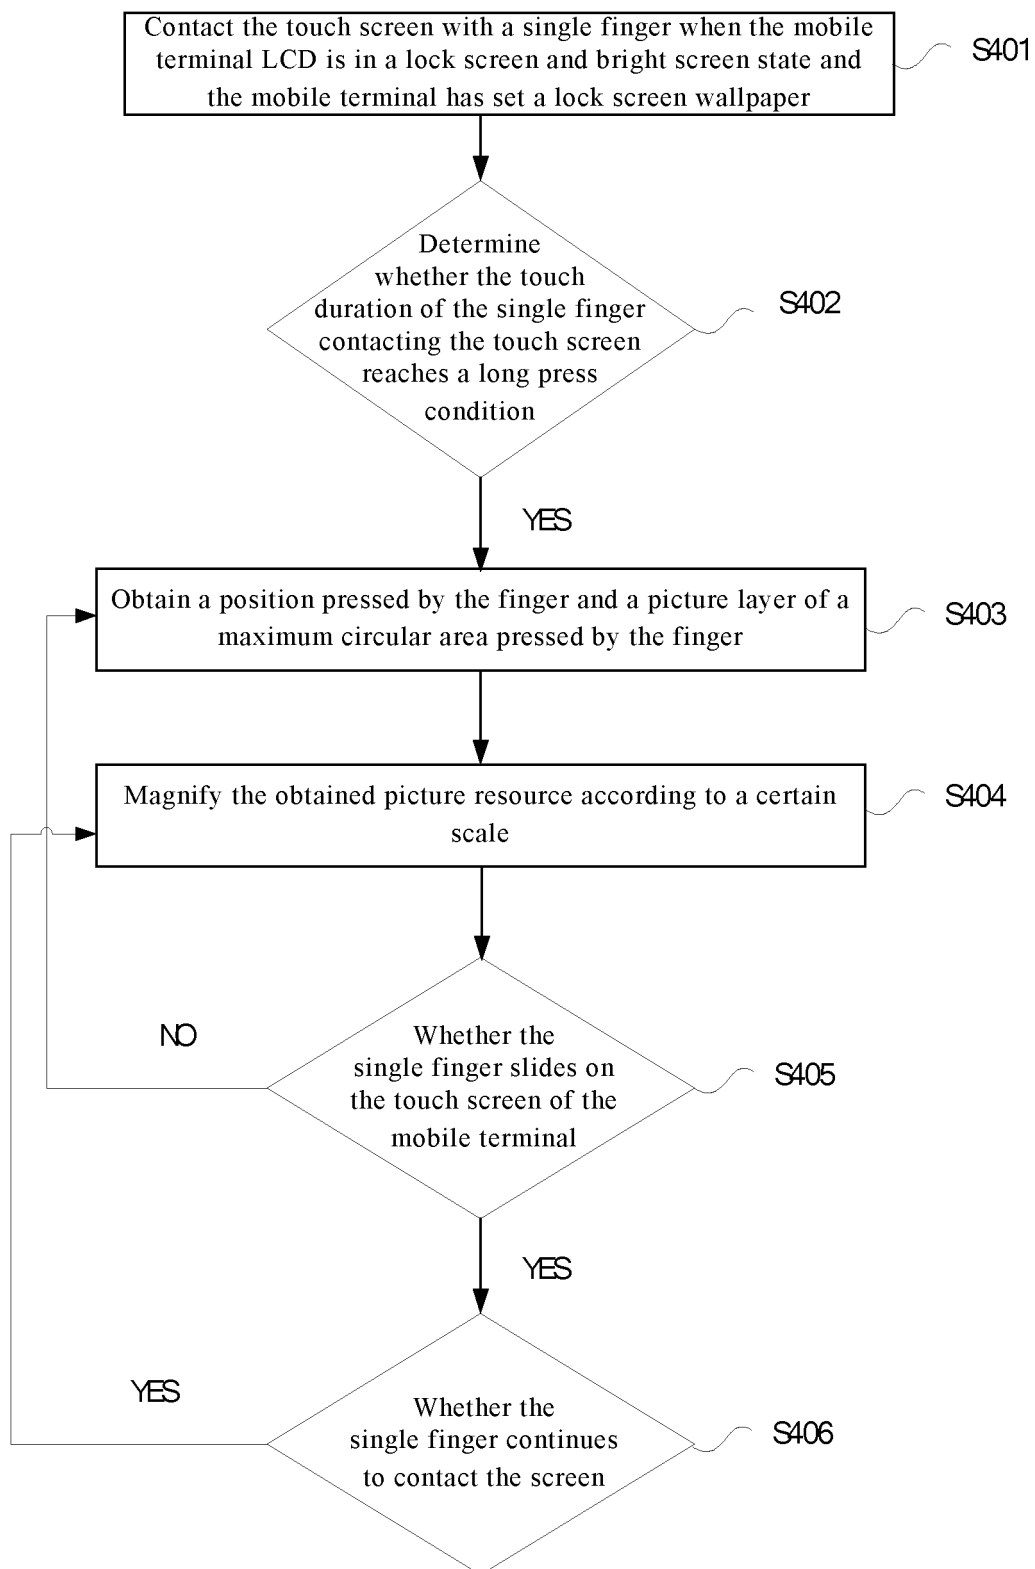 Contact the touch screen with a single finger when the mobile
terminal LCD is in a lock screen and bright screen state and
the mobile terminal has set a lock screen wallpaper
S401
Determine
whether the touch
duration of the single finger
contacting the touch screen
reaches a long press
condition
S402
YES
Obtain a position pressed by the finger and a picture layer of a
maximum circular area pressed by the finger
S403
Magnify the obtained picture resource according to a certain
scale
S404
NO
Whether the
single finger slides on
the touch screen of the
mobile terminal
S405
YES
YES
Whether the
single finger continues
to contact the screen
S406